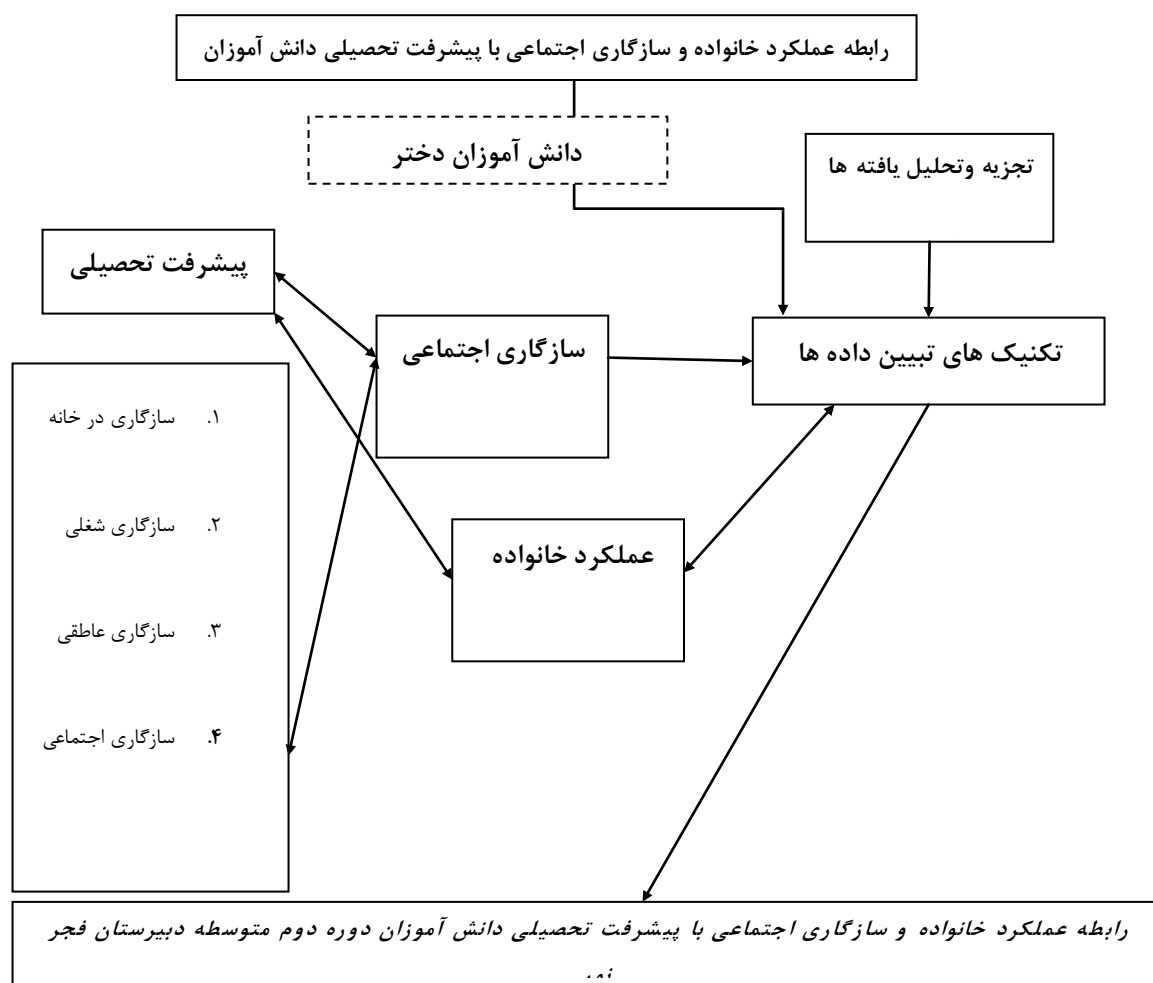 رابطه عملکرد خانواده و سازگاری اجتماعی با پیشرفت تحصیلی دانش آموزان
دانش آموزان دختر
تجزیه وتحلیل یافته ها
پیشرفت تحصیلی
سازگاری اجتماعی
تکنیک های تبیین داده ها
۱. سازگاری در خانه
۲. سازگاری شغلی
۳. سازگاری عاطقی
۴. سازگاری اجتماعی
عملکرد خانواده
رابطه عملکرد خانواده و سازگاری اجتماعی با پیشرفت تحصیلی دانش آموزان دوره دوم متوسطه دبیرستان فجر